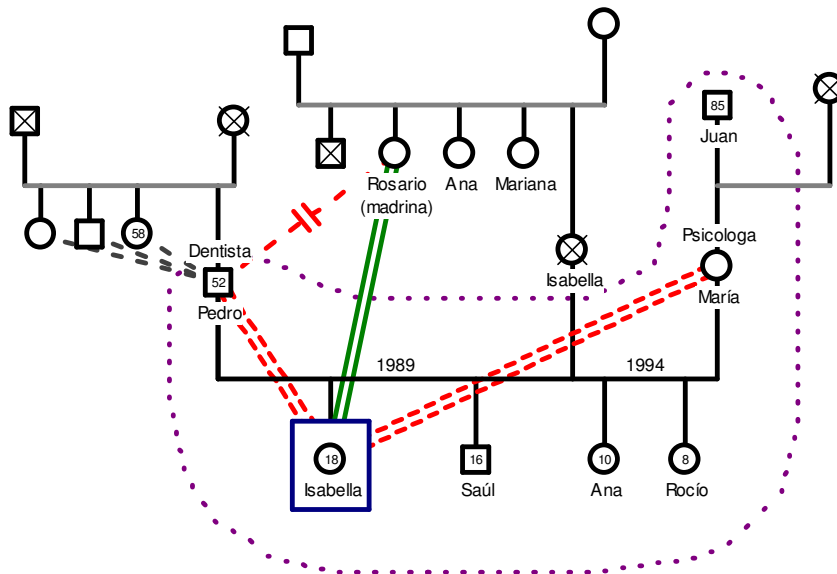 85
Juan
Rosario
(madrina)
Ana
Mariana
58
Dentista
Psicologa
52
Pedro
Isabella
María
1989
1994
18
16
10
8
Isabella
Saúl
Ana
Rocío